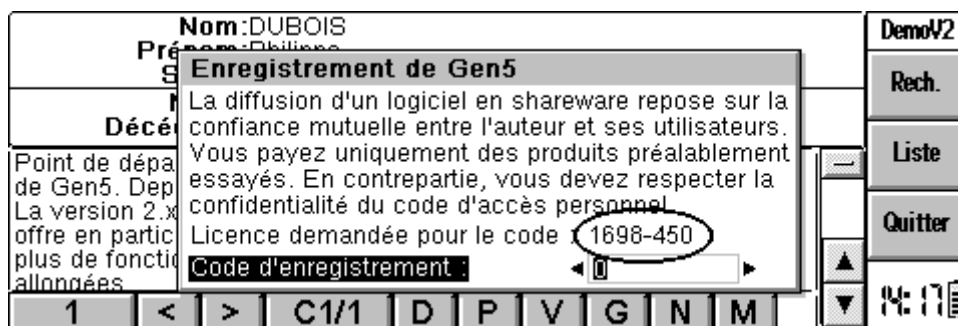 Nom:DUBOIS
DemoV2
Enregistrement de Gen5
Rech.
La diffusion d'un logiciel en shareware repose sur la
confiance mutuelle entre l'auteur et ses utilisateurs.
Vous payez uniquement des produits préalablement
essayés. En contrepartie, vous devez respecter la
confidentialité du code d'accès personnel
Licence demandée pour le code : 1698-450
Code d'enregistrement : 0
Point de dépa
de Gen5. Dep
La version 2.x
offre en partic
plus de fonctio
allongées
Liste
Quitter
1 < > C1/1 D P V G N M
14:17